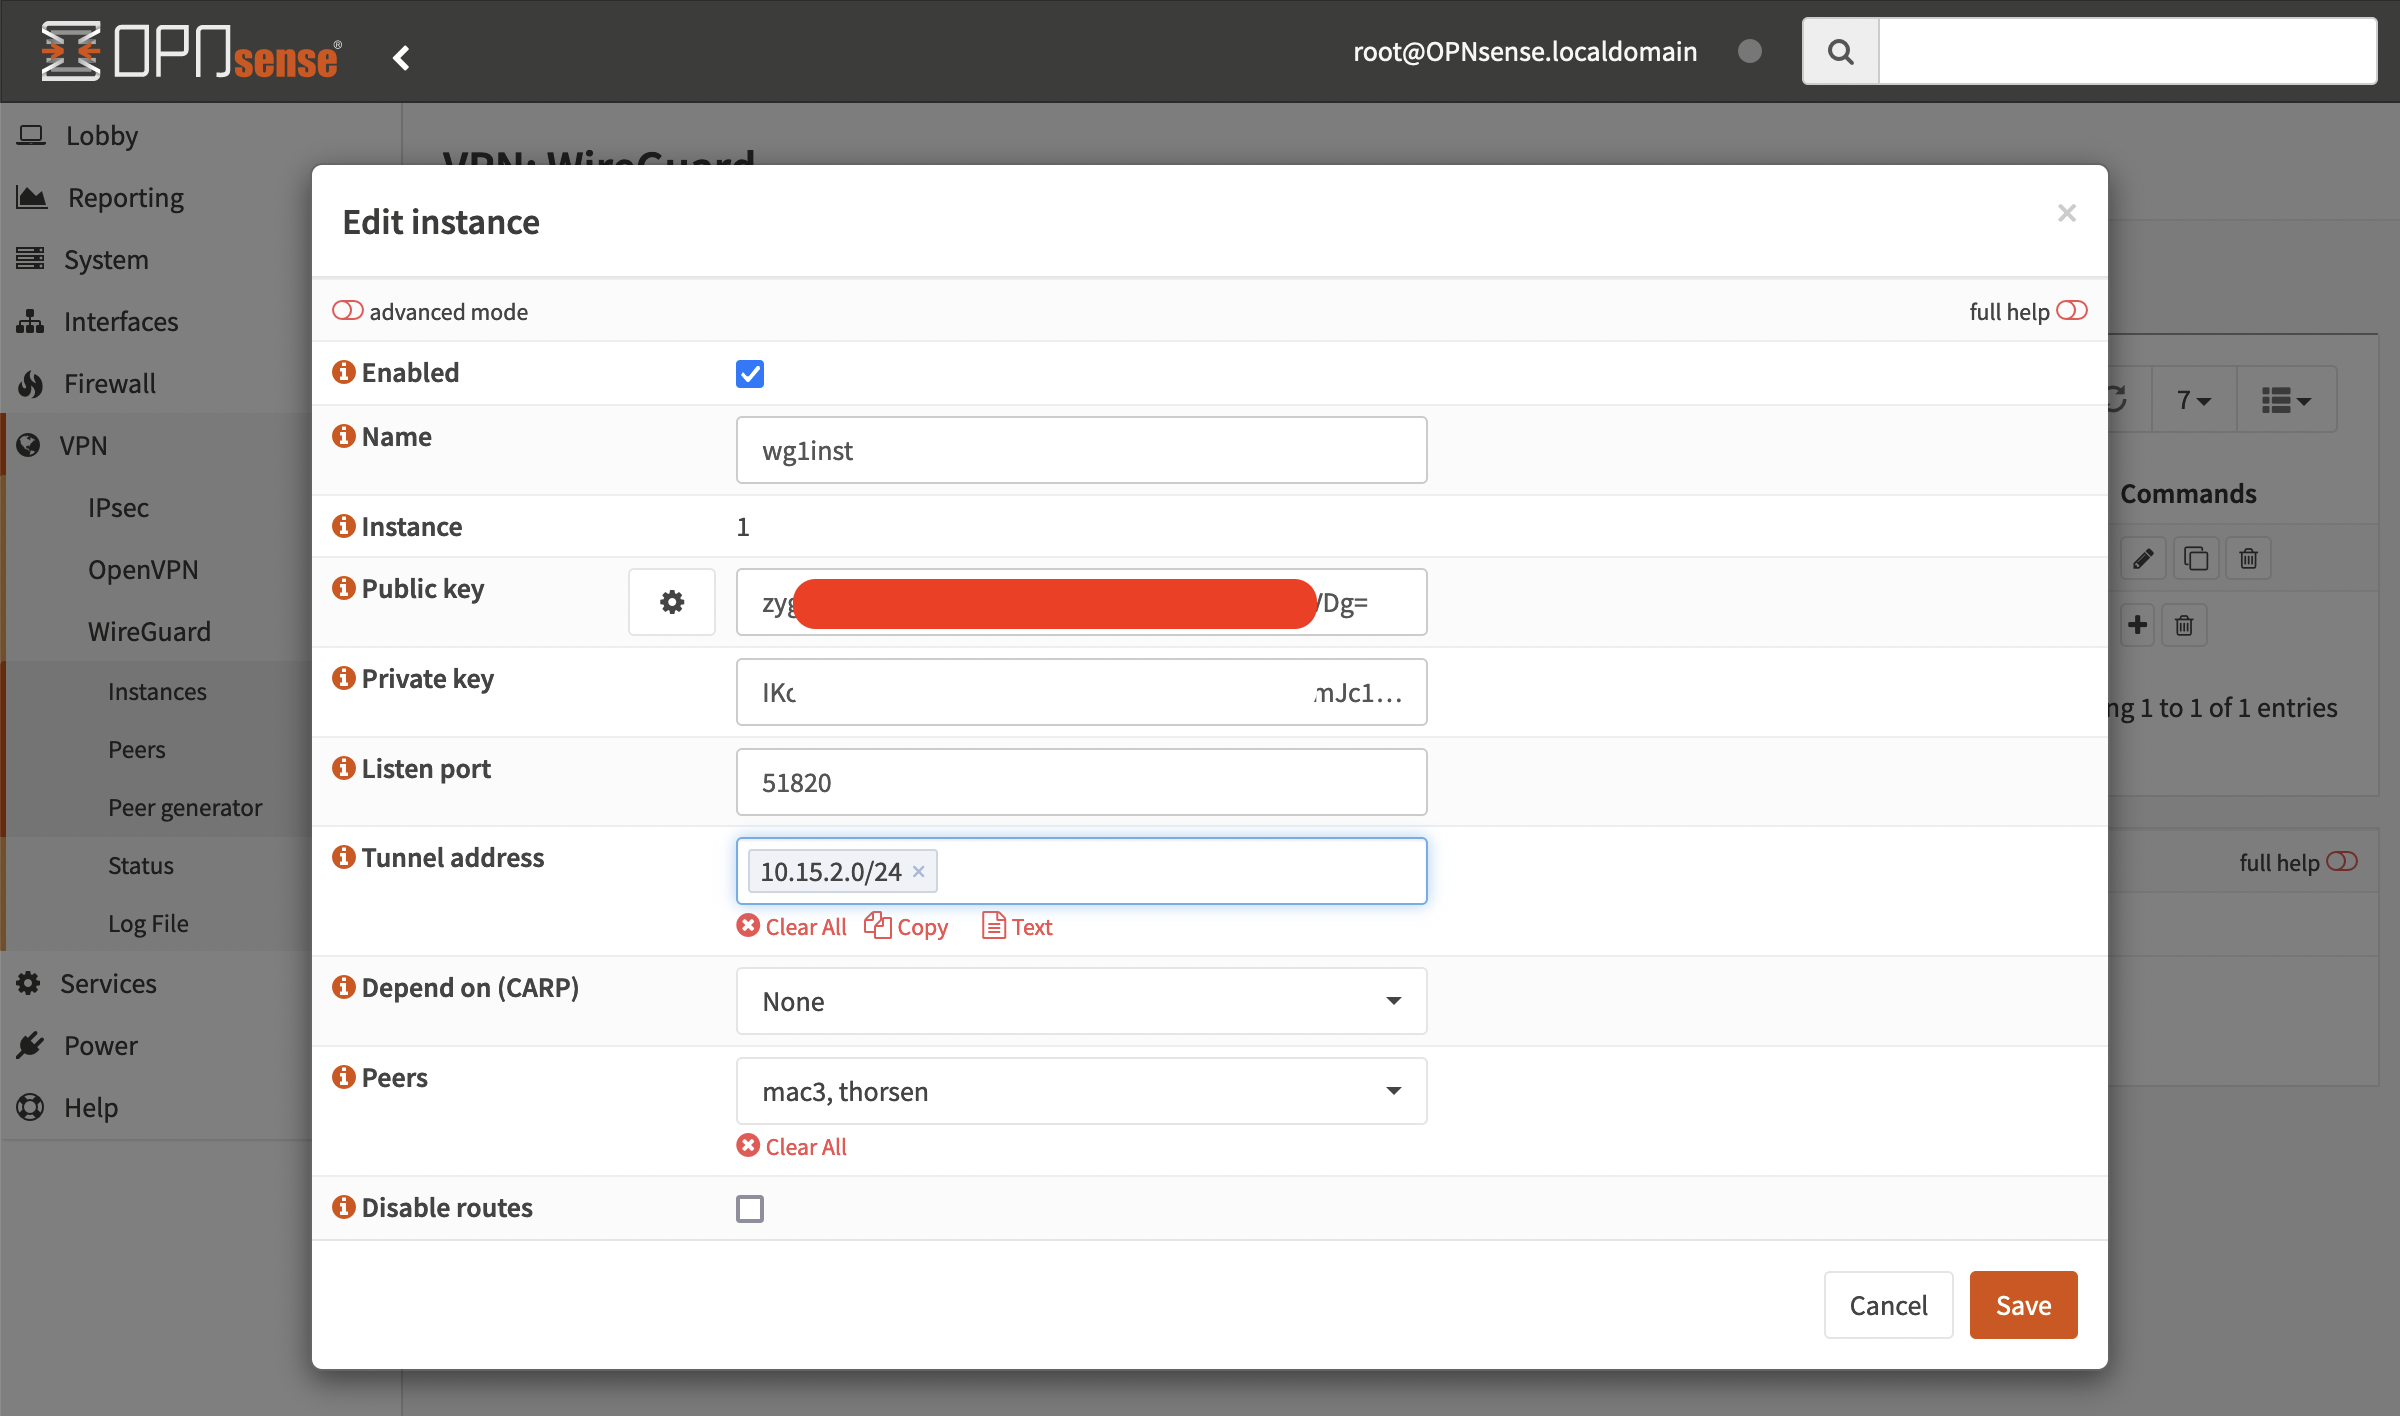 OPNsense®
root@OPNsense.localdomain
Lobby
Reporting
System
Interfaces
Firewall
VPN
IPsec
OpenVPN
WireGuard
Instances
Peers
Peer generator
Status
Log File
Services
Power
Help
VPN: WireGuard
Edit instance
advanced mode
full help
Enabled
Name
wg1inst
Instance
1
Public key
zyg
/Dg=
Private key
mJc1...
Listen port
51820
Tunnel address
10.15.2.0/24 ×
Clear All Copy Text
Depend on (CARP)
None
Peers
mac3, thorsen
Clear All
Disable routes
Cancel
Save
7
Commands
ng 1 to 1 of 1 entries
full help